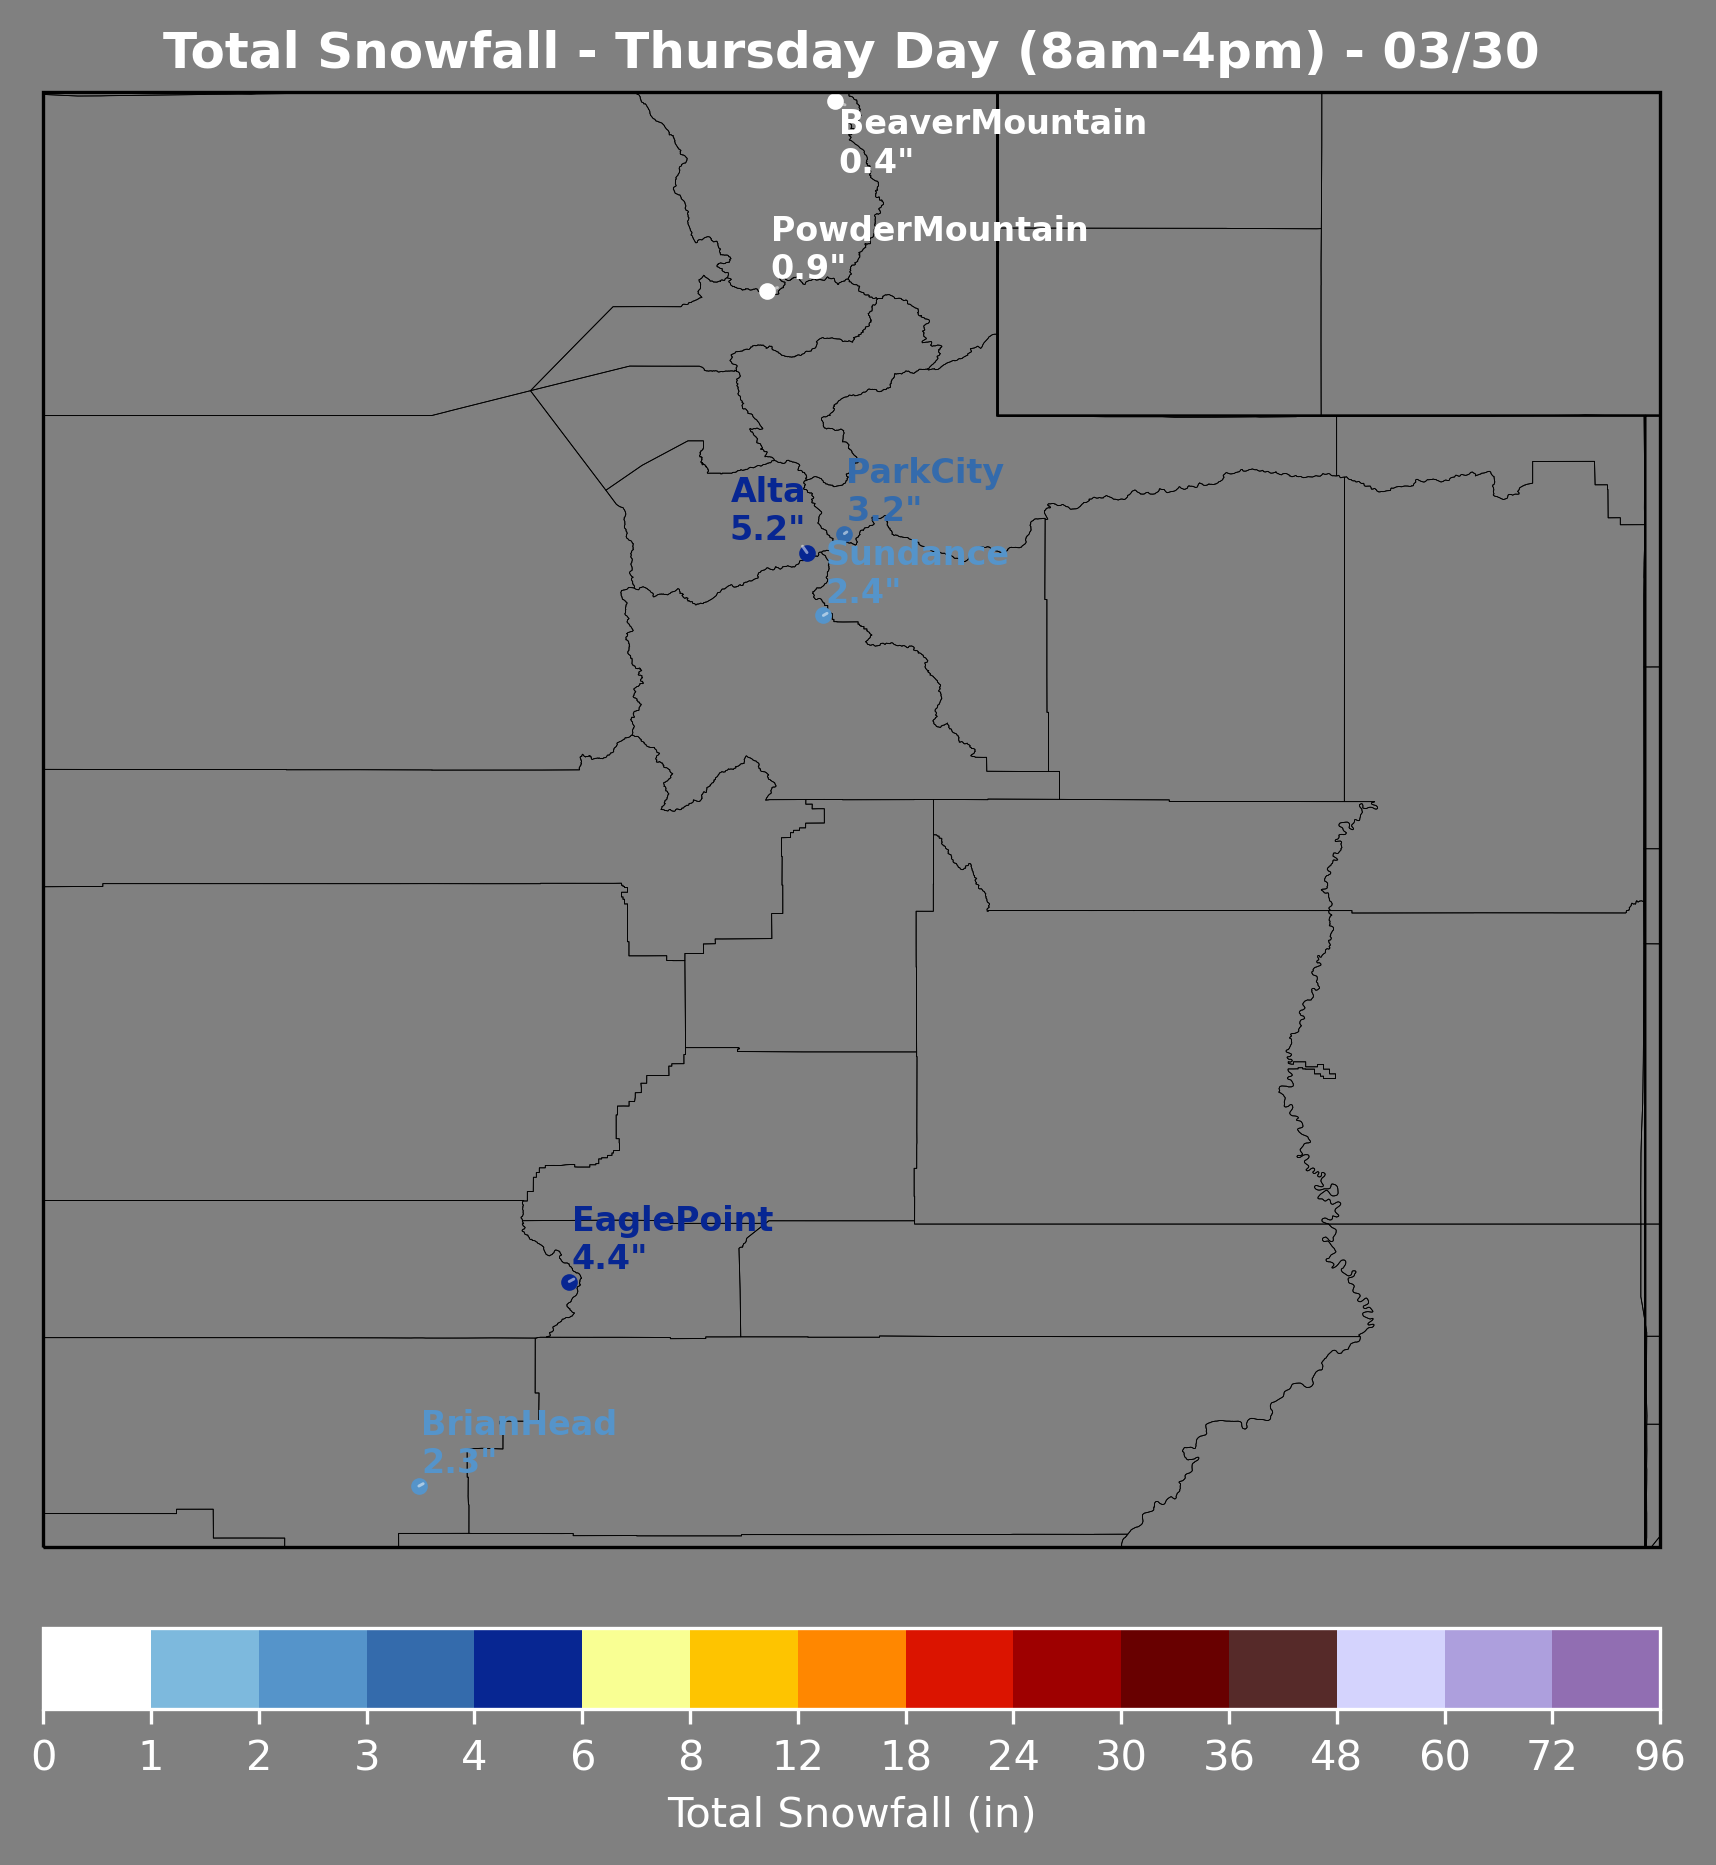 Total Snowfall - Thursday Day (8am-4pm) - 03/30
BeaverMountain
0.4"
PowderMountain
0.9"
ParkCity
3.2"
Alta
5.2"
Sundance
2.4"
EaglePoint
4.4"
BrianHead
2.3"
0 1 2 3 4 6 8 12 18 24 30 36 48 60 72 96
Total Snowfall (in)